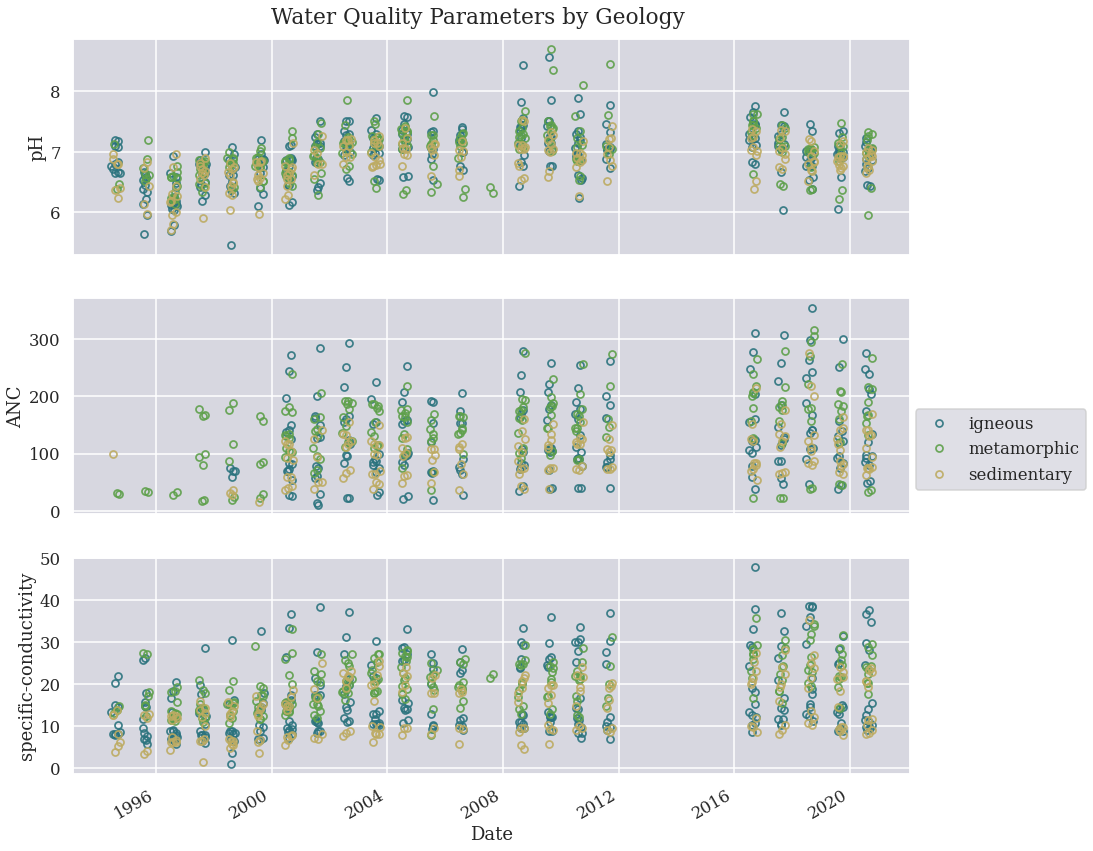 Water Quality Parameters by Geology
8
7
6
pH
300
200
100
0
ANC
igneous
metamorphic
sedimentary
50
40
30
20
10
0
specific-conductivity
1996
2000
2004
2008
2012
2016
2020
Date